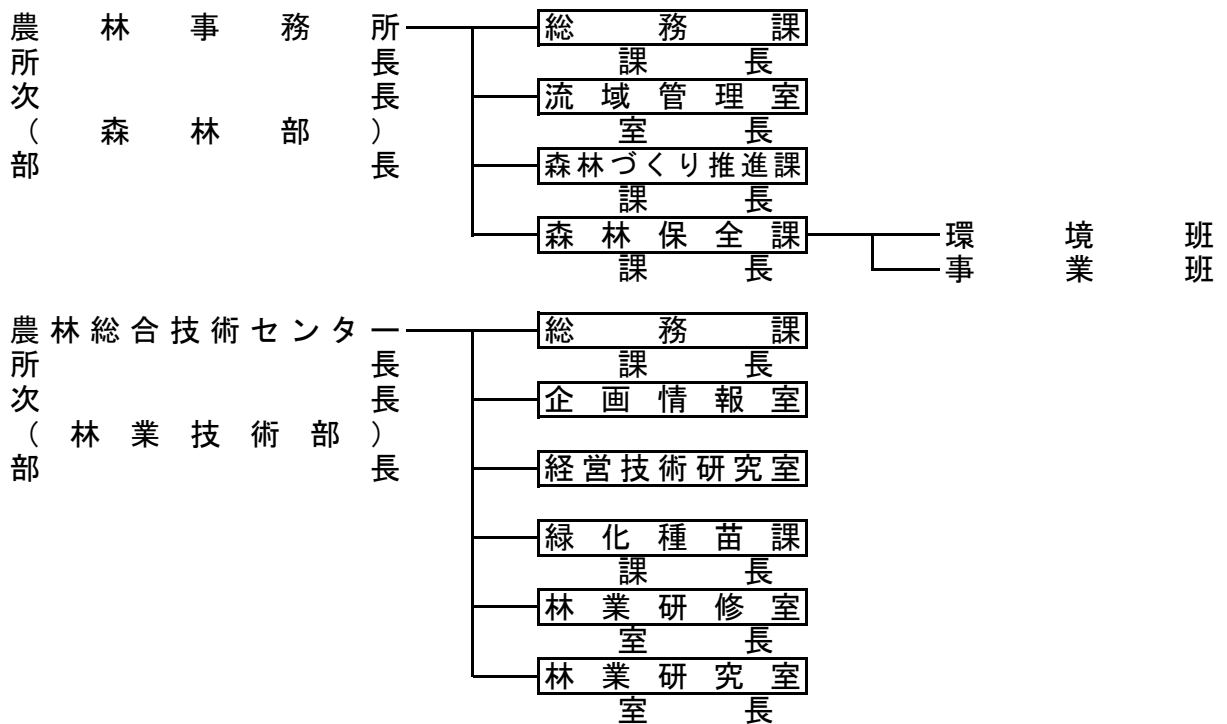 農林事務所
所長
次長
(森林部)
部長
総務課
課長
流域管理室
室長
森林づくり推進課
課長
森林保全課
課長
環境班
事業班
農林総合技術センター
所長
次長
(林業技術部)
部長
総務課
課長
企画情報室
経営技術研究室
緑化種苗課
課長
林業研修室
室長
林業研究室
室長